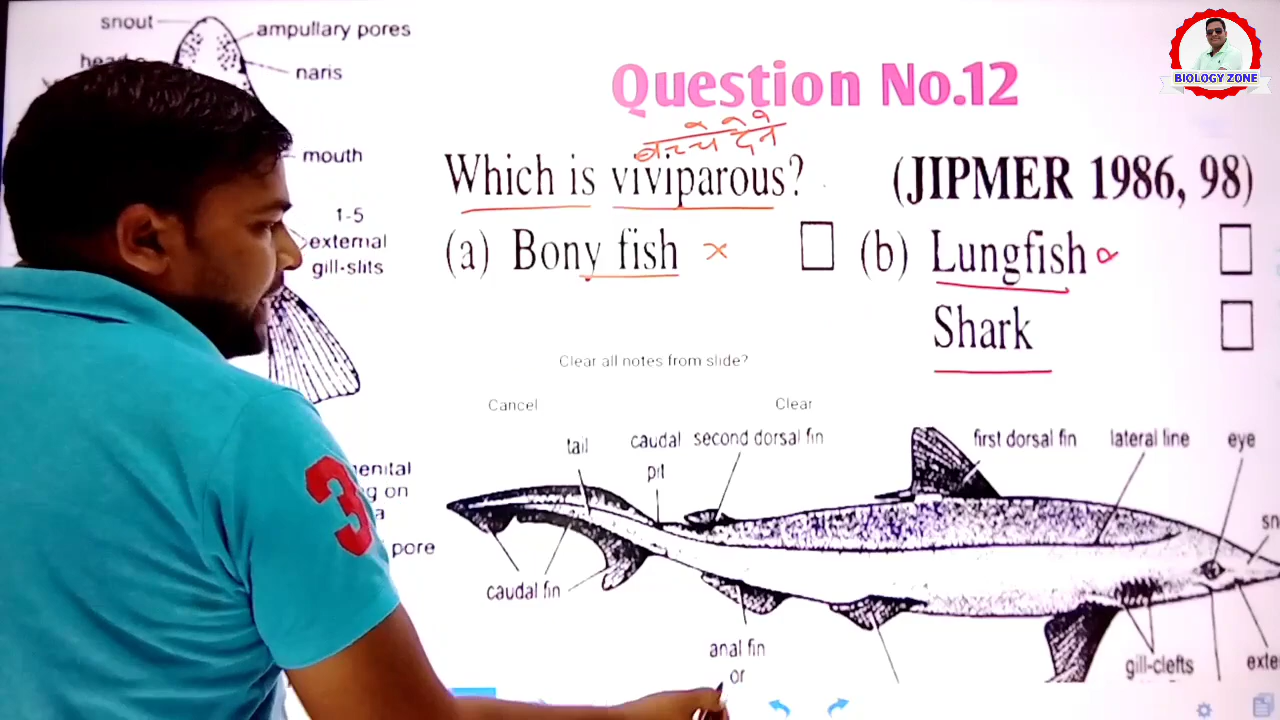 snout
ampullary pores
naris
mouth
1-5
external
gill-slits
pore
BIOLOGY ZONE
Question No.12
बच्चे देने
Which is viviparous?
(JIPMER 1986, 98)
(a) Bony fish ×
(b) Lungfish
Shark
Clear all notes from slide?
Cancel
Clear
tail
caudal
pit
second dorsal fin
first dorsal fin
lateral line
eye
caudal fin
anal fin
or
gill-clefts
3